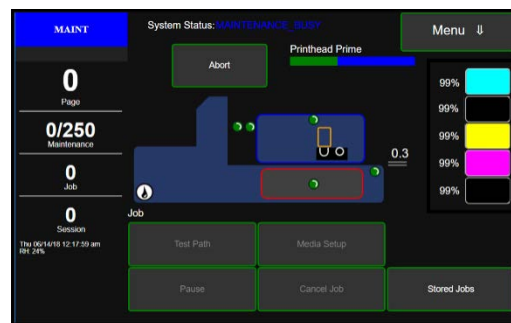 MAINT
System Status:MAINTENANCE_BUSY
Menu ⇓
Printhead Prime
Abort
0
Page
0/250
Maintenance
0
Job
0
Session
Thu 06/14/18 12:17:59 am
RH: 24%
99%
99%
99%
99%
99%
0.3
Job
Test Path
Media Setup
Pause
Cancel Job
Stored Jobs